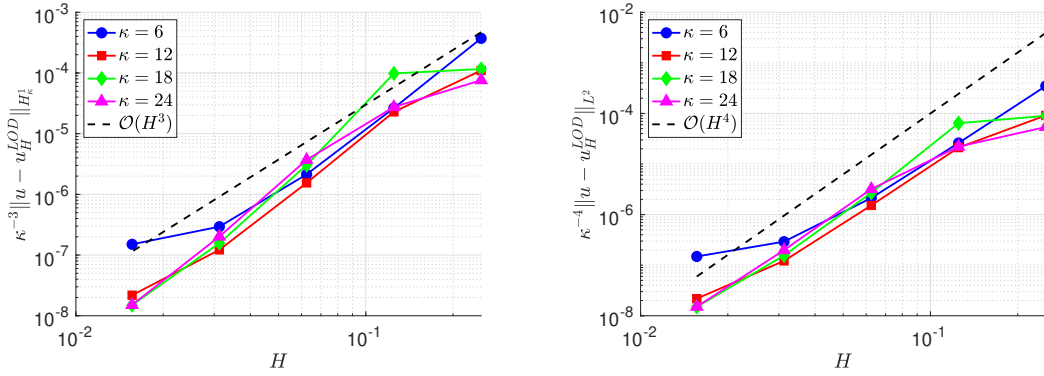 10^{-3}
10^{-4}
10^{-5}
10^{-6}
10^{-7}
10^{-8}
κ^{-3}||u − u_H^{LOD}||_{H^1_κ}
κ = 6
κ = 12
κ = 18
κ = 24
O(H^3)
10^{-2}
10^{-1}
H
10^{-2}
10^{-4}
10^{-6}
10^{-8}
κ^{-4}||u − u_H^{LOD}||_{L^2}
κ = 6
κ = 12
κ = 18
κ = 24
O(H^4)
10^{-2}
10^{-1}
H